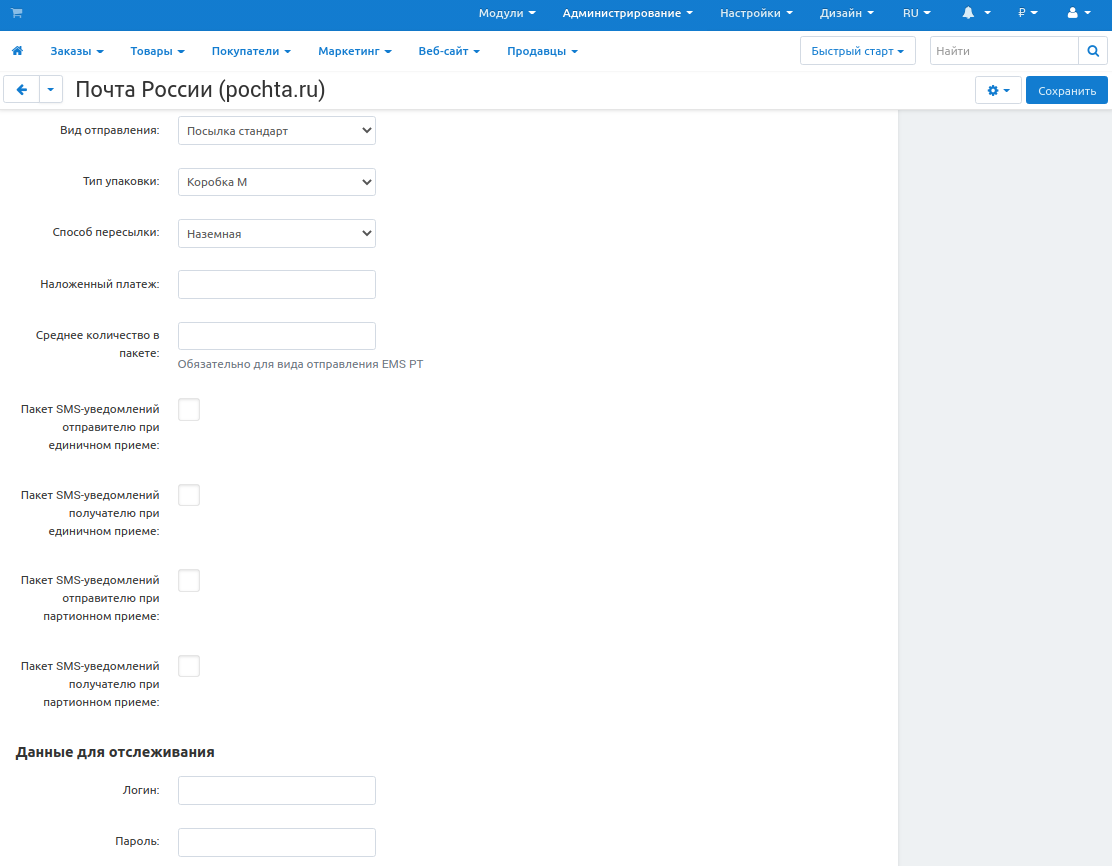 Модули Администрирование Настройки Дизайн RU ₽
Заказы Товары Покупатели Маркетинг Веб-сайт Продавцы Быстрый старт Найти
Почта России (pochta.ru) Сохранить
Вид отправления: Посылка стандарт
Тип упаковки: Коробка М
Способ пересылки: Наземная
Наложенный платеж:
Среднее количество в
пакете:
Обязательно для вида отправления EMS РТ
Пакет SMS-уведомлений
отправителю при
единичном приеме:
Пакет SMS-уведомлений
получателю при
единичном приеме:
Пакет SMS-уведомлений
отправителю при
партионном приеме:
Пакет SMS-уведомлений
получателю при
партионном приеме:
Данные для отслеживания
Логин:
Пароль: